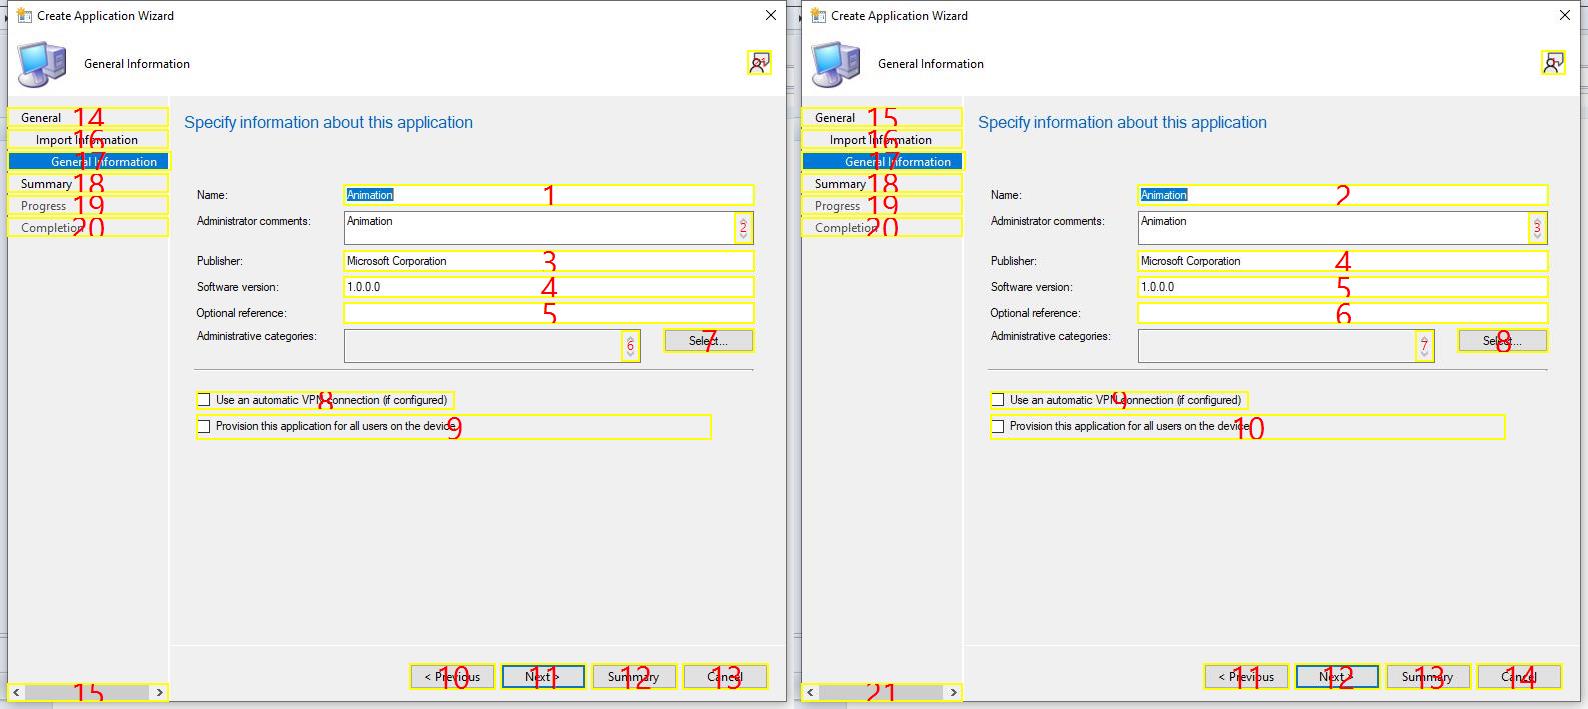 Create Application Wizard
General Information
21
General 14
Import Information 16
General Information 17
Summary 18
Progress 19
Completion 20
15
Specify information about this application
Name: Animation 1
Administrator comments: Animation 2
Publisher: Microsoft Corporation 3
Software version: 1.0.0.0 4
Optional reference: 5
Administrative categories: 6 Select... 7
Use an automatic VPN connection (if configured) 8
Provision this application for all users on the device 9
< Previous 10 Next > 11 Summary 12 Cancel 13
Create Application Wizard
General Information
General 15
Import Information 16
General Information 17
Summary 18
Progress 19
Completion 20
21
Specify information about this application
Name: Animation 2
Administrator comments: Animation 3
Publisher: Microsoft Corporation 4
Software version: 1.0.0.0 5
Optional reference: 6
Administrative categories: 7 Select... 8
Use an automatic VPN connection (if configured) 9
Provision this application for all users on the device 10
< Previous 11 Next > 12 Summary 13 Cancel 14